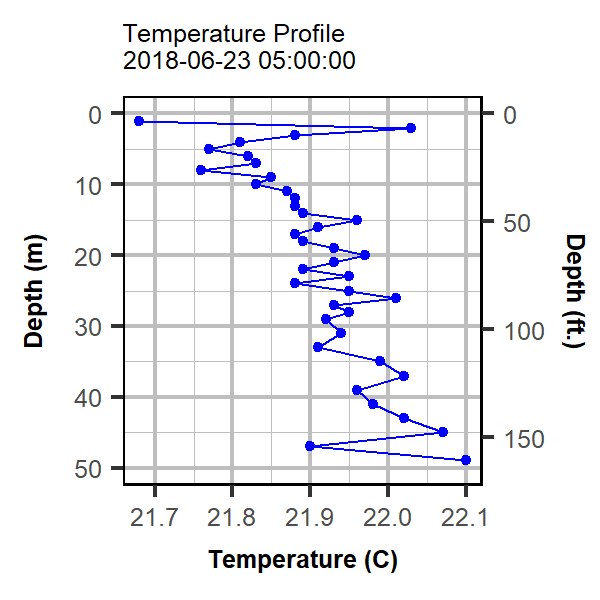 Temperature Profile
2018-06-23 05:00:00
0
10
20
30
40
50
Depth (m)
0
50
100
150
Depth (ft.)
21.7 21.8 21.9 22.0 22.1
Temperature (C)